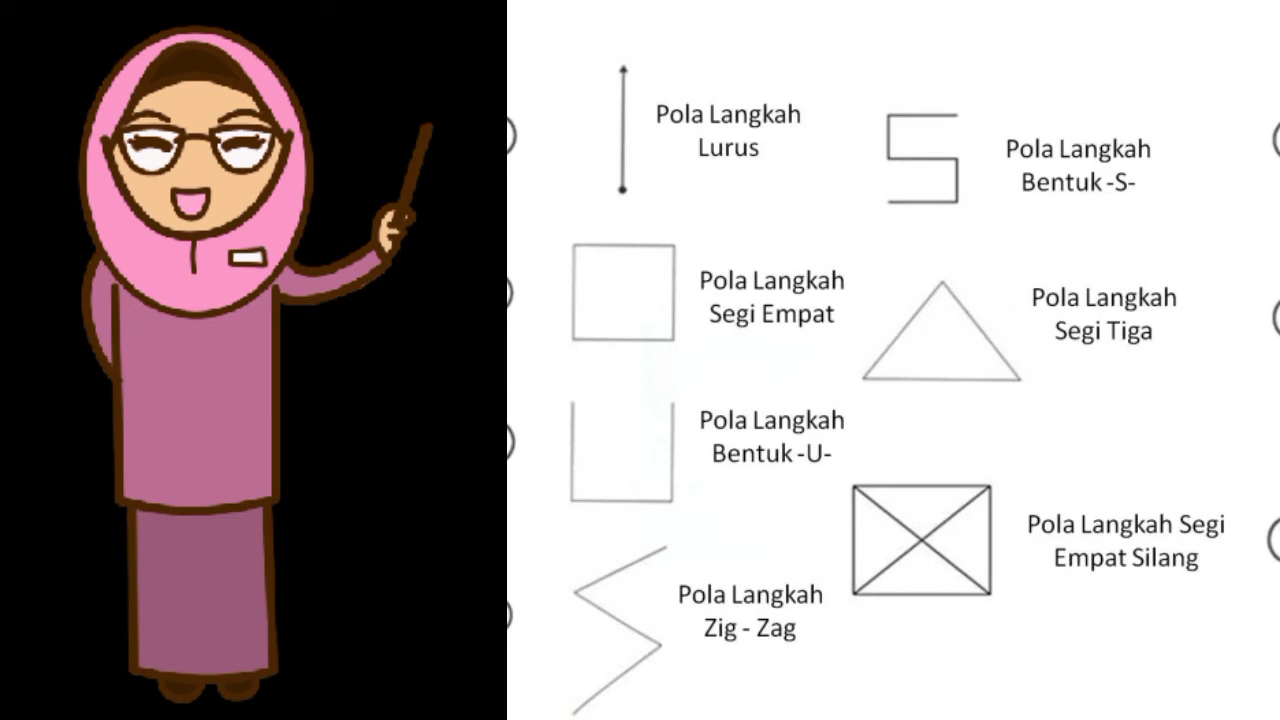 Pola Langkah
Lurus
Pola Langkah
Bentuk -S-
Pola Langkah
Segi Empat
Pola Langkah
Segi Tiga
Pola Langkah
Bentuk -U-
Pola Langkah Segi
Empat Silang
Pola Langkah
Zig - Zag